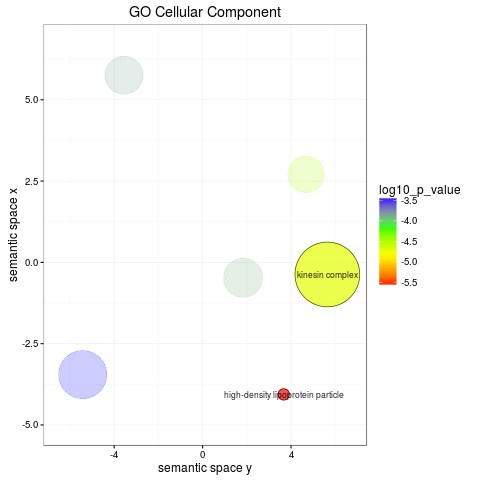 GO Cellular Component
semantic space x
5.0
2.5
0.0
-2.5
-5.0
kinesin complex
high-density lipoprotein particle
-4
0
4
semantic space y
log10_p_value
-3.5
-4.0
-4.5
-5.0
-5.5